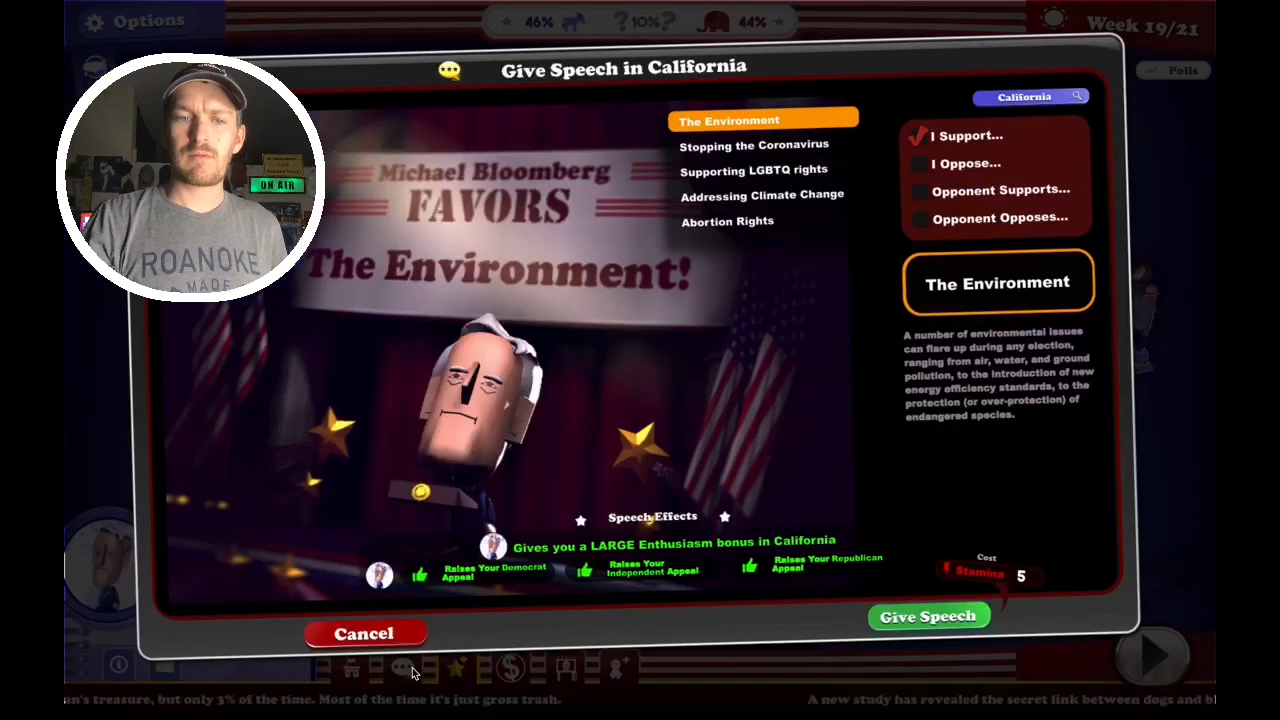 Options
46%
?10%?
44%
Week 19/21
Polls
Give Speech in California
California
The Environment
Stopping the Coronavirus
Supporting LGBTQ rights
Addressing Climate Change
Abortion Rights
I Support...
I Oppose...
Opponent Supports...
Opponent Opposes...
Michael Bloomberg
FAVORS
The Environment!
ON AIR
ROANOKE
MADE
The Environment
A number of environmental issues
can flare up during any election,
ranging from air, water, and ground
pollution, to the introduction of new
energy efficiency standards, to the
protection (or over-protection) of
endangered species.
Speech Effects
Gives you a LARGE Enthusiasm bonus in California
Raises Your Democrat
Appeal
Raises Your
Independent Appeal
Raises Your Republican
Appeal
Cost
Stamina 5
Cancel
Give Speech
an's treasure, but only 3% of the time. Most of the time it's just gross trash.
A new study has revealed the secret link between dogs and bl